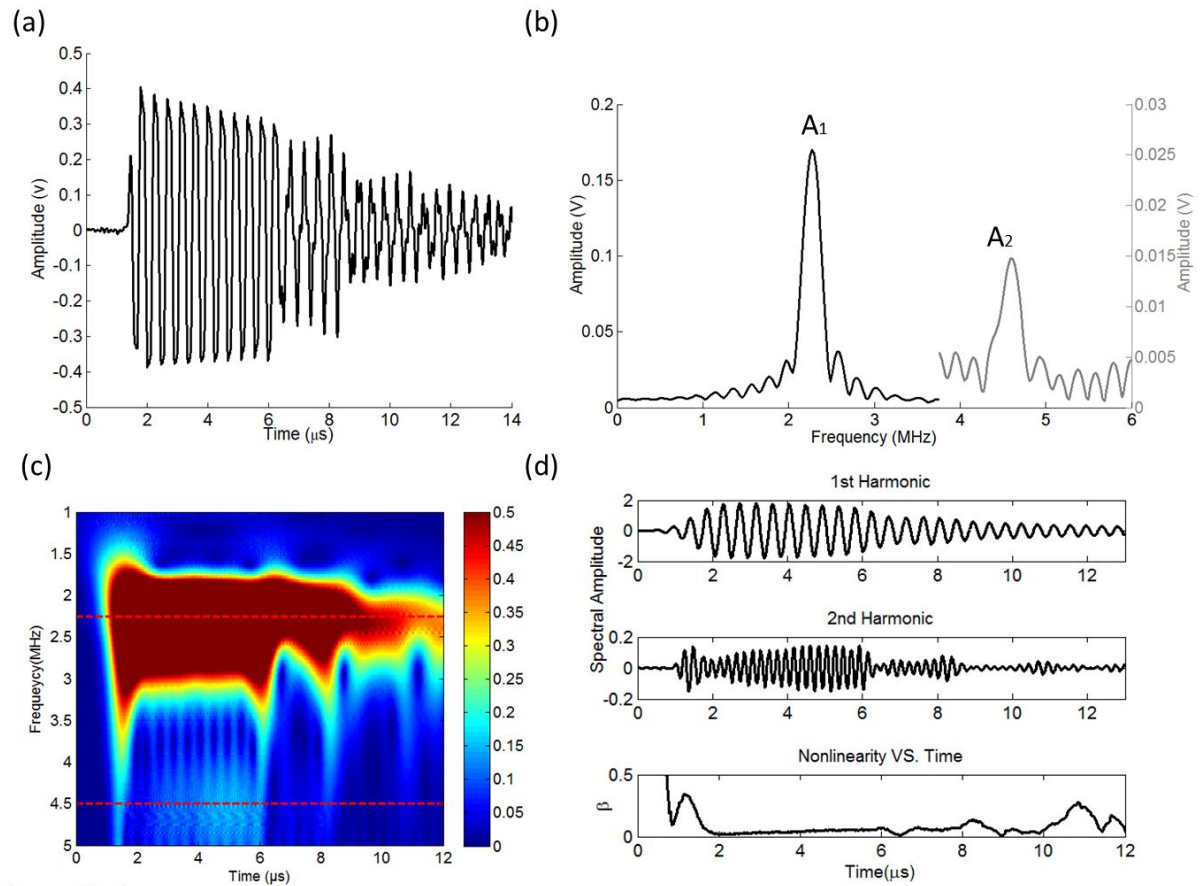 (a)
0.5
0.4
0.3
0.2
0.1
0
-0.1
-0.2
-0.3
-0.4
-0.5
Amplitude (v)
0 2 4 6 8 10 12 14
Time (μs)
(b)
0.2
0.15
0.1
0.05
0
Amplitude (V)
A1
A2
0.03
0.025
0.02
0.015
0.01
0.005
0
Amplitude (V)
0 1 2 3 4 5 6
Frequency (MHz)
(c)
1
1.5
2
2.5
3
3.5
4
4.5
5
Frequeycy(MHz)
0 2 4 6 8 10 12
Time (μs)
0.5
0.45
0.4
0.35
0.3
0.25
0.2
0.15
0.1
0.05
0
(d)
1st Harmonic
2
0
-2
0 2 4 6 8 10 12
Spectral Amplitude
2nd Harmonic
0.2
0
-0.2
0 2 4 6 8 10 12
Nonlinearity VS. Time
0.5
0
β
0 2 4 6 8 10 12
Time(μs)